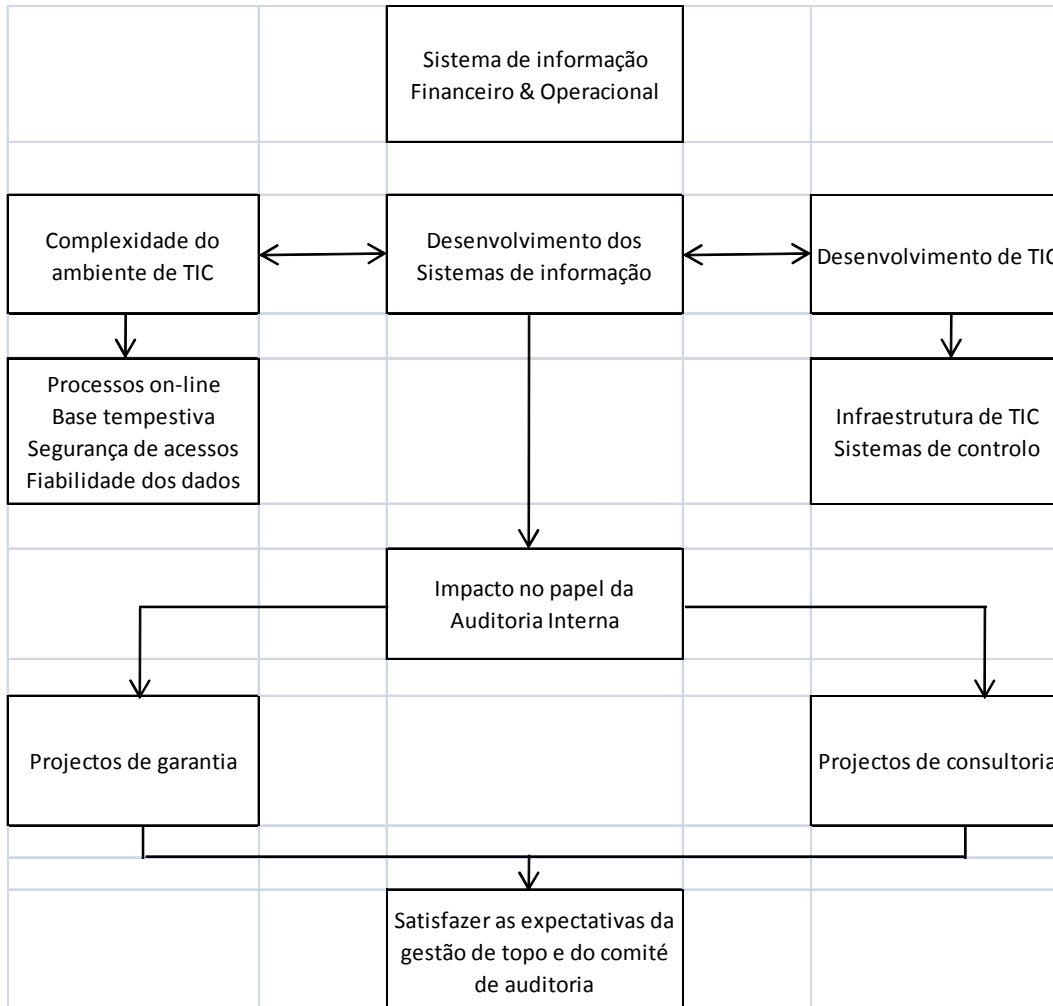 Sistema de informação
Financeiro & Operacional
Complexidade do
ambiente de TIC
Desenvolvimento dos
Sistemas de informação
Desenvolvimento de TIC
Processos on-line
Base tempestiva
Segurança de acessos
Fiabilidade dos dados
Infraestrutura de TIC
Sistemas de controlo
Impacto no papel da
Auditoria Interna
Projectos de garantia
Projectos de consultoria
Satisfazer as expectativas da
gestão de topo e do comité
de auditoria